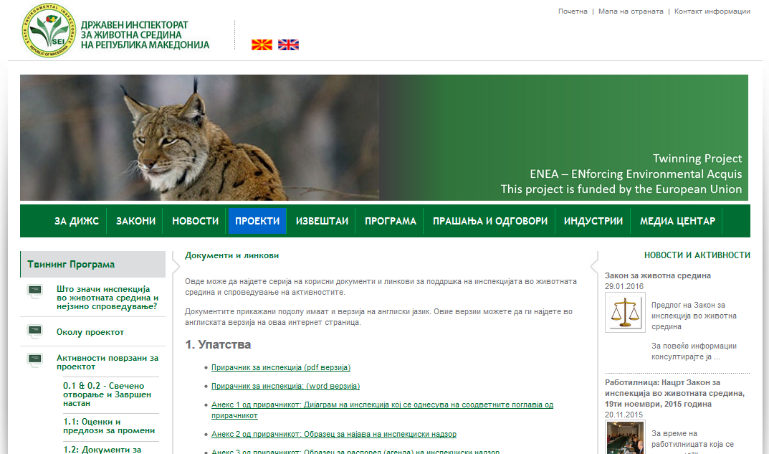 Почетна | Мапа на страната | Контакт информации
ДРЖАВЕН ИНСПЕКТОРАТ
ЗА ЖИВОТНА СРЕДИНА
НА РЕПУБЛИКА МАКЕДОНИЈА
SEI
Twinning Project
ENEA – ENforcing Environmental Acquis
This project is funded by the European Union
ЗА ДИЖС ЗАКОНИ НОВОСТИ ПРОЕКТИ ИЗВЕШТАИ ПРОГРАМА ПРАШАЊА И ОДГОВОРИ ИНДУСТРИИ МЕДИА ЦЕНТАР
Твининг Програма
Што значи инспекција
во животната средина и
нејзино спроведување?
Околу проектот
Активности поврзани за
проектот
0.1 & 0.2 - Свечено
отворање и Завршен
настан
1.1: Оценки и
предлози за промени
1.2: Документи за
Документи и линкови
Овде може да најдете серија на корисни документи и линкови за поддршка на инспекцијата во животната
средина и спроведување на активностите.
Документите прикажани подолу имаат и верзија на англиски јазик. Овие верзии можете да ги најдете во
англиската верзија на оваа интернет страница.
1. Упатства
Прирачник за инспекција (pdf верзија)
Прирачник за инспекција; (word верзија)
Анекс 1 од прирачникот: Дијаграм на инспекција кој се однесува на соодветните поглавја од
прирачникот
Анекс 2 од прирачникот: Образец за најава на инспекциски надзор
Анекс 3 од прирачникот: Образец за распоред (агенда) на инспекциски надзор
НОВОСТИ И АКТИВНОСТИ
Закон за животна средина
29.01.2016
Предлог на Закон за
инспекција во животно
средина
За повеќе информации
консултирајте ја ...
Работилница: Нацрт Закон за
инспекција во животната средина,
19ти ноември, 2015 година
20.11.2015
За време на
работилницата која се